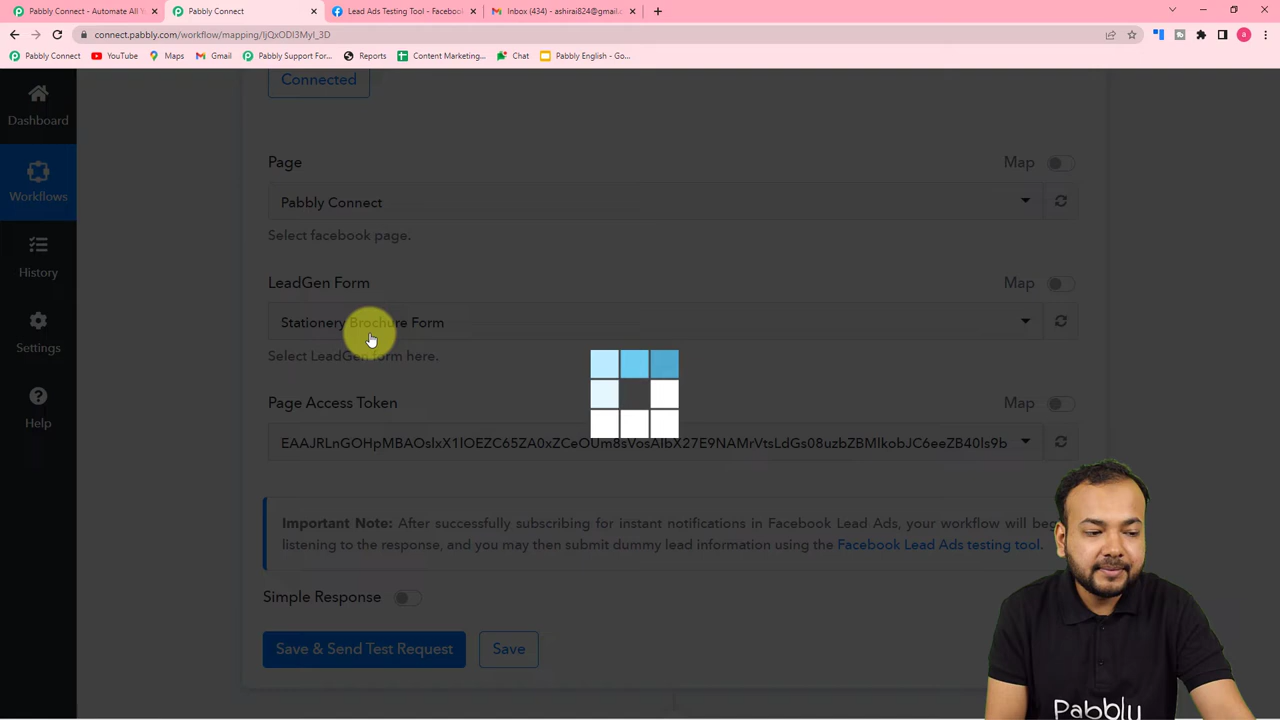 Pabbly Connect - Automate All Y
Pabbly Connect
Lead Ads Testing Tool - Faceboo
Inbox (434) - ashirai824@gmail.c
connect.pabbly.com/workflow/mapping/
Pabbly Connect
YouTube
Maps
Gmail
Pabbly Support For...
Reports
Content Marketing...
Chat
Pabbly English - Go...
a
Dashboard
Workflows
History
Settings
Help
Connected
Page
Map
Pabbly Connect
Select facebook page.
LeadGen Form
Map
Stationery Brochure Form
Select LeadGen form here.
Page Access Token
Map
Important Note: After successfully subscribing for instant notifications in Facebook Lead Ads, your workflow will be
listening to the response, and you may then submit dummy lead information using the Facebook Lead Ads testing tool.
Simple Response
Save & Send Test Request
Save
Pabbly